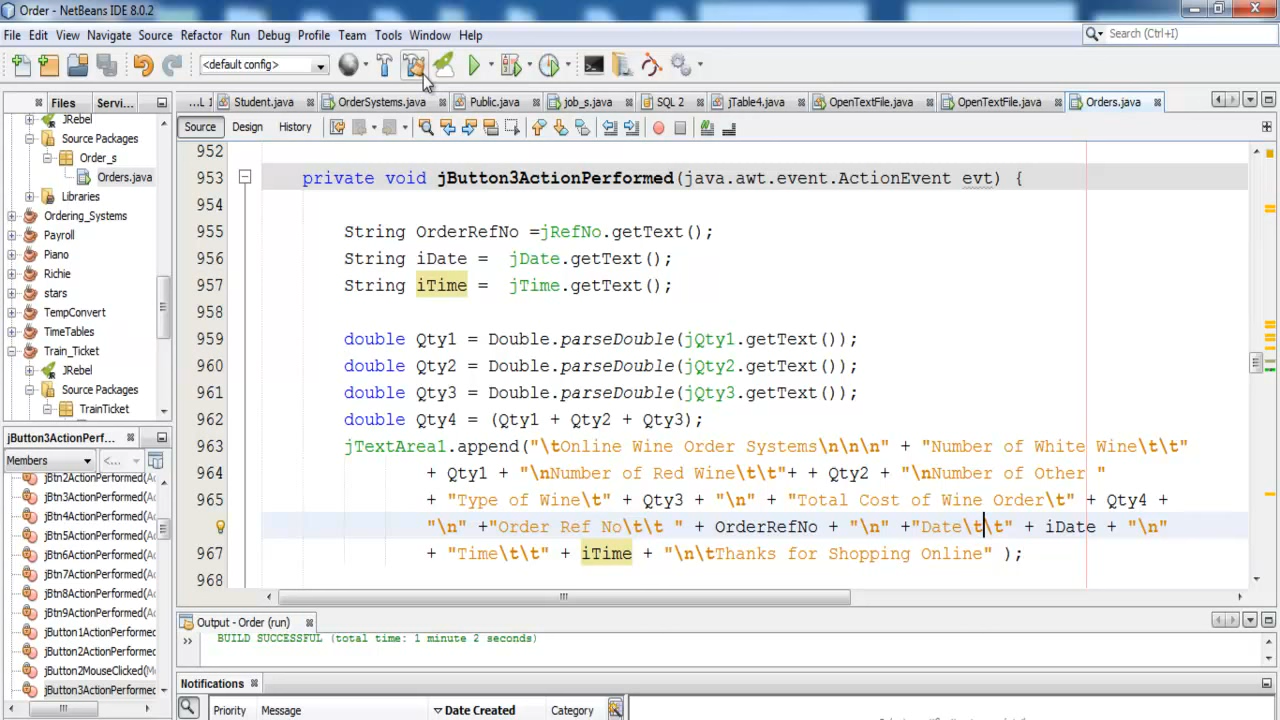 Order - NetBeans IDE 8.0.2
File Edit View Navigate Source Refactor Run Debug Profile Team Tools Window Help
Search (Ctrl+I)
<default config>
Files Servi...
...L 1 Student.java OrderSystems.java Public.java job_s.java SQL 2 jTable4.java OpenTextFile.java OpenTextFile.java Orders.java
Source Design History
JRebel
Source Packages
Order_s
Orders.java
Libraries
Ordering_Systems
Payroll
Piano
Richie
stars
TempConvert
TimeTables
Train_Ticket
JRebel
Source Packages
TrainTicket
952
953 private void jButton3ActionPerformed(java.awt.event.ActionEvent evt) {
954
955 String OrderRefNo =jRefNo.getText();
956 String iDate = jDate.getText();
957 String iTime = jTime.getText();
958
959 double Qty1 = Double.parseDouble(jQty1.getText());
960 double Qty2 = Double.parseDouble(jQty2.getText());
961 double Qty3 = Double.parseDouble(jQty3.getText());
962 double Qty4 = (Qty1 + Qty2 + Qty3);
963 jTextArea1.append("\tOnline Wine Order Systems\n\n\n" + "Number of White Wine\t\t"
964 + Qty1 + "\nNumber of Red Wine\t\t"+ + Qty2 + "\nNumber of Other "
965 + "Type of Wine\t" + Qty3 + "\n" + "Total Cost of Wine Order\t" + Qty4 +
"\n" +"Order Ref No\t\t " + OrderRefNo + "\n" +"Date\t\t" + iDate + "\n"
967 + "Time\t\t" + iTime + "\n\tThanks for Shopping Online" );
968
jButton3ActionPerf...
Members <...
jBtn2ActionPerformed(A
jBtn3ActionPerformed(A
jBtn4ActionPerformed(A
jBtn5ActionPerformed(A
jBtn6ActionPerformed(A
jBtn7ActionPerformed(A
jBtn8ActionPerformed(A
jBtn9ActionPerformed(A
jButton1ActionPerformed
jButton2ActionPerformed
jButton2MouseClicked(M
jButton3ActionPerformed
Output - Order (run)
BUILD SUCCESSFUL (total time: 1 minute 2 seconds)
Notifications
Priority Message Date Created Category